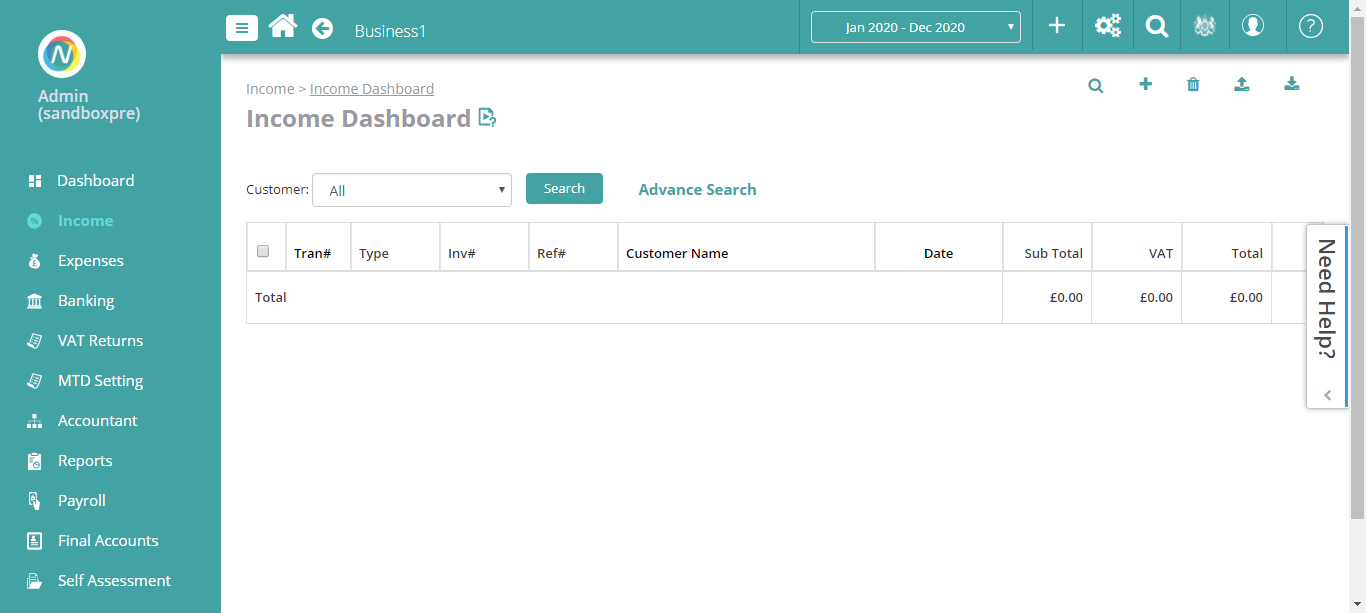 Business1
Jan 2020 - Dec 2020
?
N
Admin
(sandboxpre)
Dashboard
Income
Expenses
Banking
VAT Returns
MTD Setting
Accountant
Reports
Payroll
Final Accounts
Self Assessment
Income > Income Dashboard
Income Dashboard
Customer: All Search Advance Search
Tran# Type Inv# Ref# Customer Name Date Sub Total VAT Total
Total £0.00 £0.00 £0.00
Need Help?